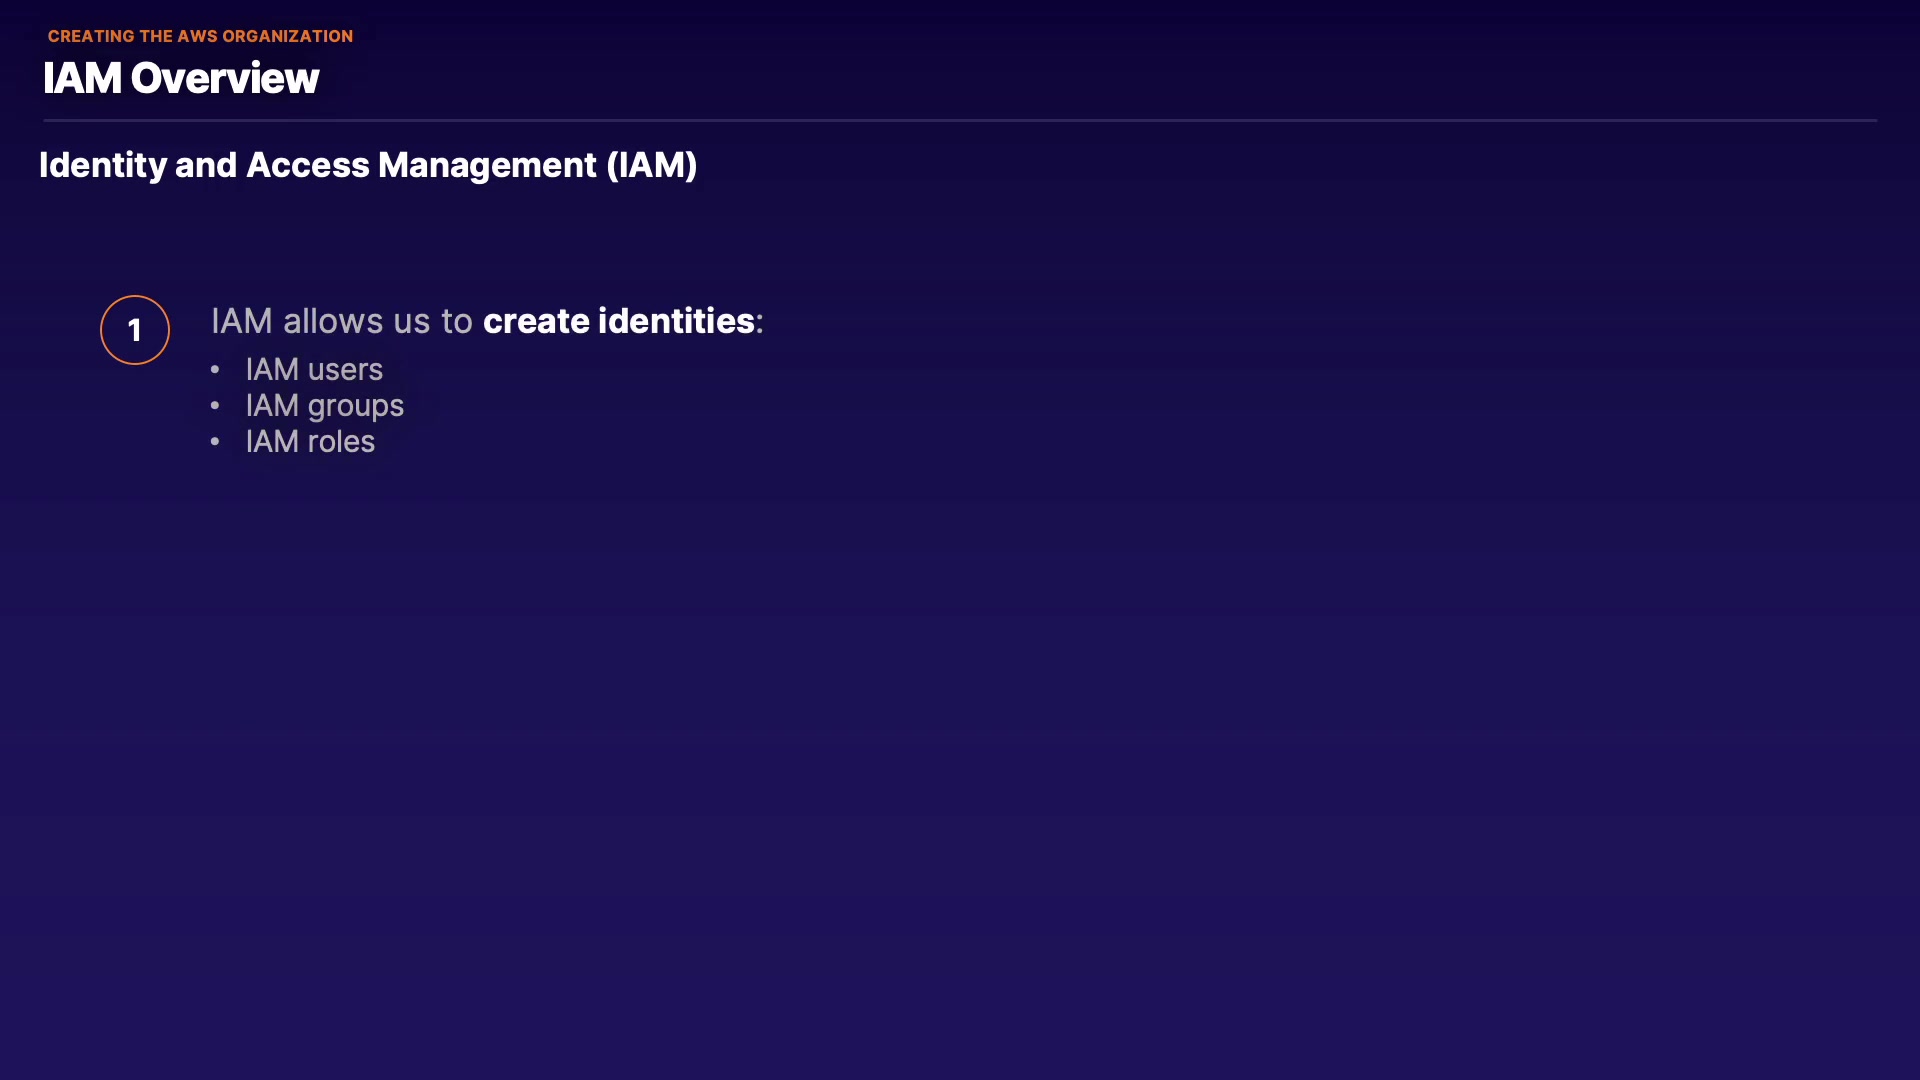 CREATING THE AWS ORGANIZATION
IAM Overview
Identity and Access Management (IAM)
1
IAM allows us to create identities:
• IAM users
• IAM groups
• IAM roles